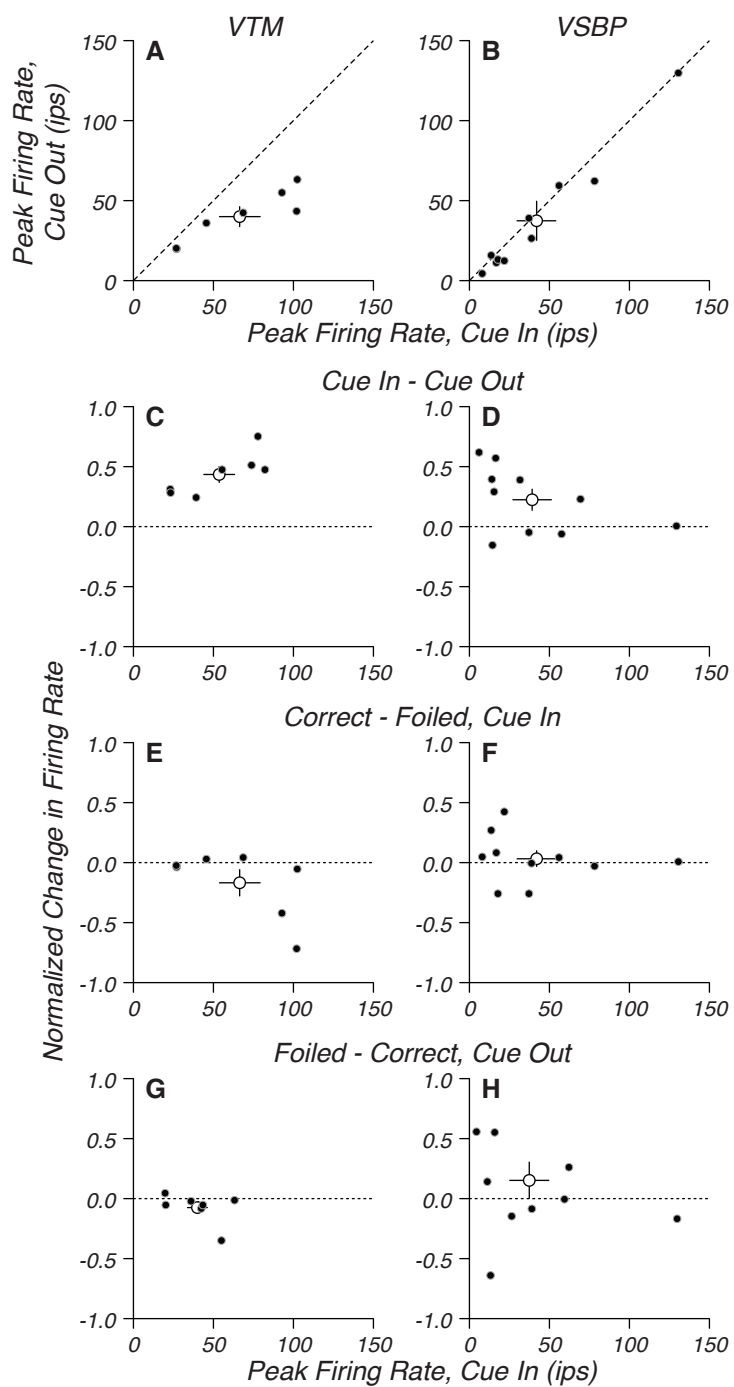 VTM VSBP
A B
Peak Firing Rate,
Cue Out (ips)
150 150
100 100
50 50
0 0
0 50 100 150 0 50 100 150
Peak Firing Rate, Cue In (ips)
Cue In - Cue Out
C D
1.0 1.0
0.5 0.5
0.0 0.0
-0.5 -0.5
-1.0 -1.0
0 50 100 150 0 50 100 150
Normalized Change in Firing Rate
Correct - Foiled, Cue In
E F
1.0 1.0
0.5 0.5
0.0 0.0
-0.5 -0.5
-1.0 -1.0
0 50 100 150 0 50 100 150
Foiled - Correct, Cue Out
G H
1.0 1.0
0.5 0.5
0.0 0.0
-0.5 -0.5
-1.0 -1.0
0 50 100 150 0 50 100 150
Peak Firing Rate, Cue In (ips)